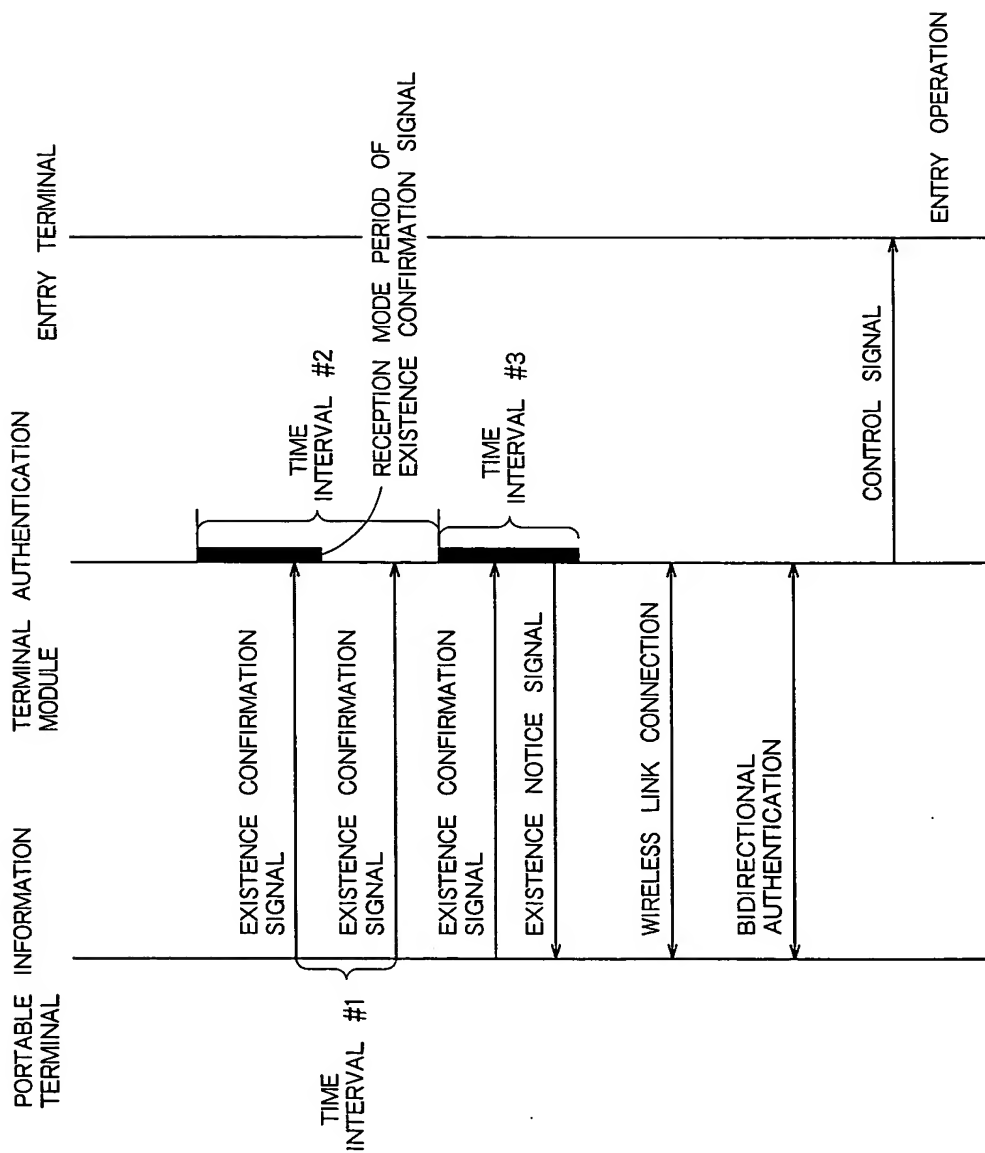 PORTABLE INFORMATION
TERMINAL
TERMINAL AUTHENTICATION
MODULE
ENTRY TERMINAL
TIME
INTERVAL #1
EXISTENCE CONFIRMATION
SIGNAL
EXISTENCE CONFIRMATION
SIGNAL
EXISTENCE CONFIRMATION
SIGNAL
EXISTENCE NOTICE SIGNAL
WIRELESS LINK CONNECTION
BIDIRECTIONAL
AUTHENTICATION
TIME
INTERVAL #2
RECEPTION MODE PERIOD OF
EXISTENCE CONFIRMATION SIGNAL
TIME
INTERVAL #3
CONTROL SIGNAL
ENTRY OPERATION